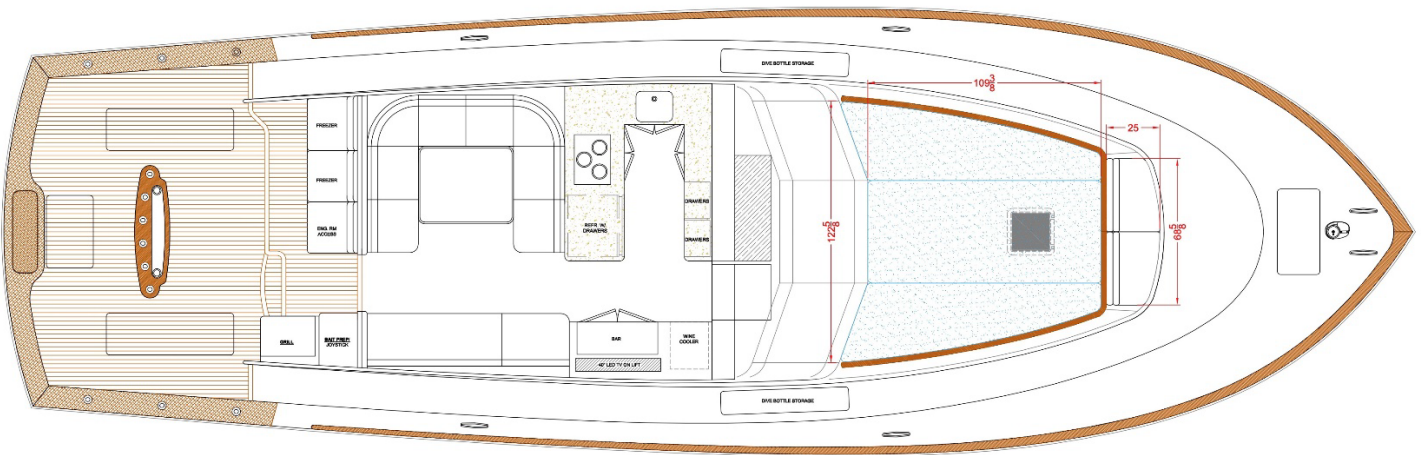 DIVE BOTTLE STORAGE
109 3/8
25
FREEZER
FREEZER
ENG. RM
ACCESS
REFR. W/
DRAWERS
DRAWERS
DRAWERS
122 5/8
68 5/8
GRILL
BAIT PREP/
JOYSTICK
BAR
WINE
COOLER
40" LED TV ON LIFT
DIVE BOTTLE STORAGE